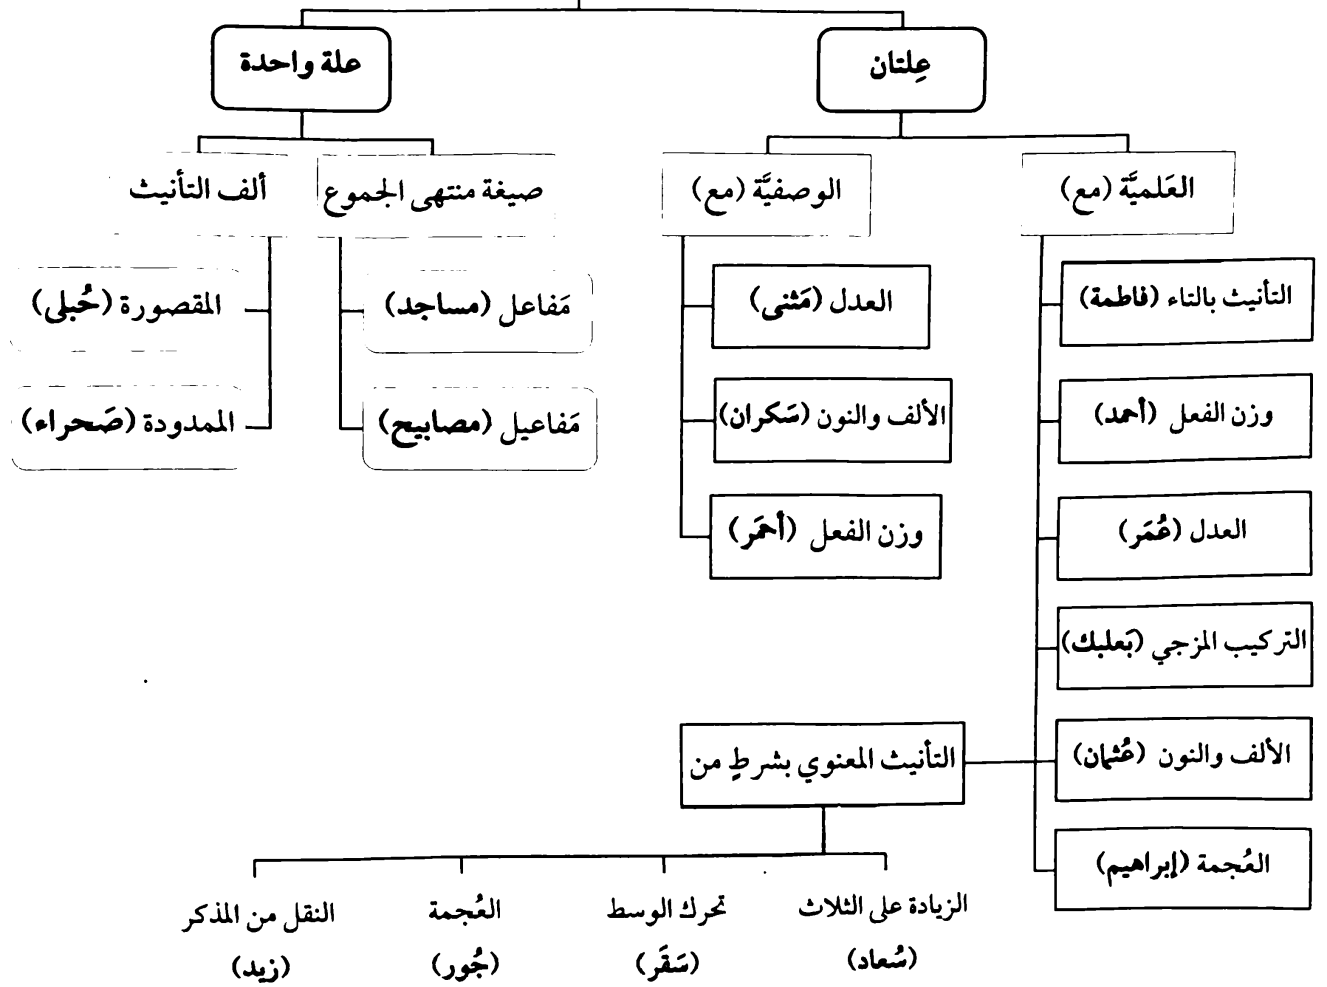 عِلتان
علة واحدة
العَلميَّة (مع)
الوصفيَّة (مع)
صيغة منتهى الجموع
ألف التأنيث
التأنيث بالتاء (فاطمة)
العدل (مَثنى)
مَفاعل (مساجد)
المقصورة (حُبلى)
وزن الفعل (أحمد)
الألف والنون (سَكران)
مَفاعيل (مصابيح)
الممدودة (صَحراء)
العدل (عُمَر)
وزن الفعل (أحمَر)
التركيب المزجي (بَعلبك)
الألف والنون (عُثمان)
التأنيث المعنوي بشرطٍ من
العُجمة (إبراهيم)
الزيادة على الثلاث
تحرك الوسط
العُجمة
النقل من المذكر
(سُعاد)
(سَقَر)
(جُور)
(زيد)